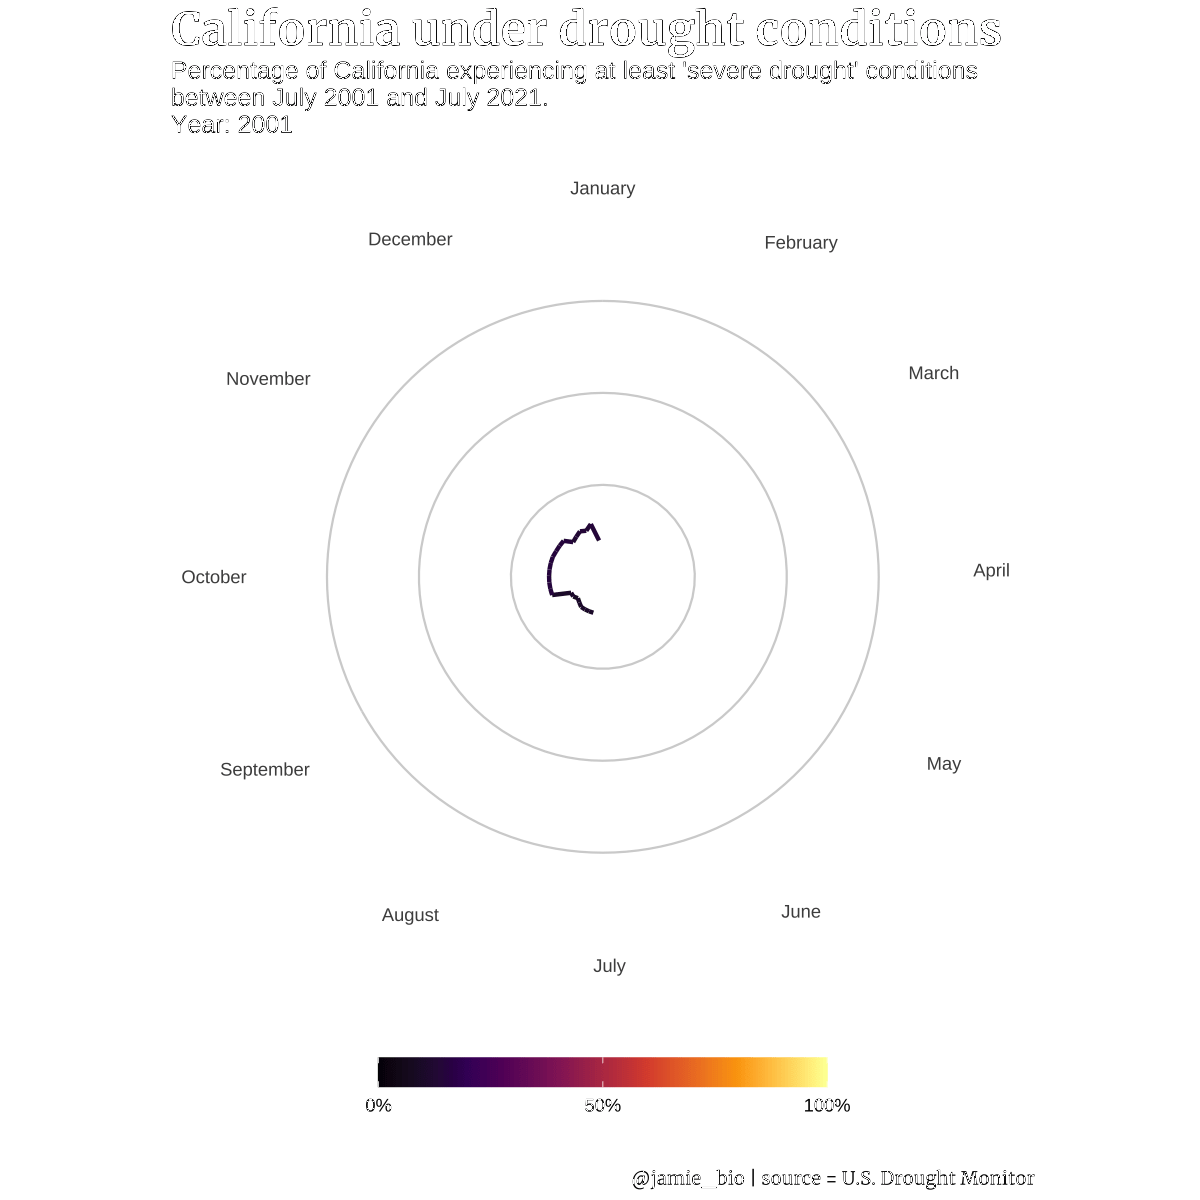 California under drought conditions
Percentage of California experiencing at least 'severe drought' conditions
between July 2001 and July 2021.
Year: 2001
January
December
February
November
March
October
April
September
May
August
June
July
0%
50%
100%
@jamie_bio | source = U.S. Drought Monitor